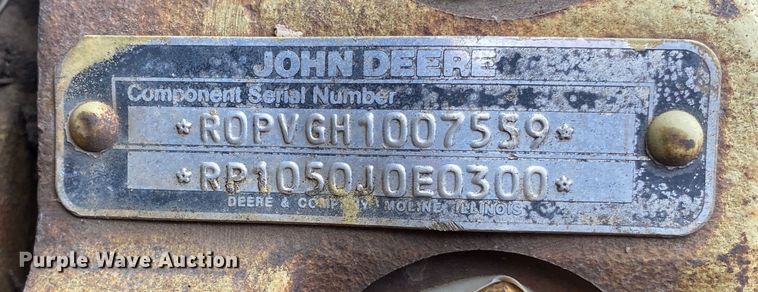 JOHN DEERE
Component Serial Number
*R0PVGH1007559*
*RP1050J0E0300*
DEERE & COMPANY MOLINE, ILLINOIS
Purple Wave Auction